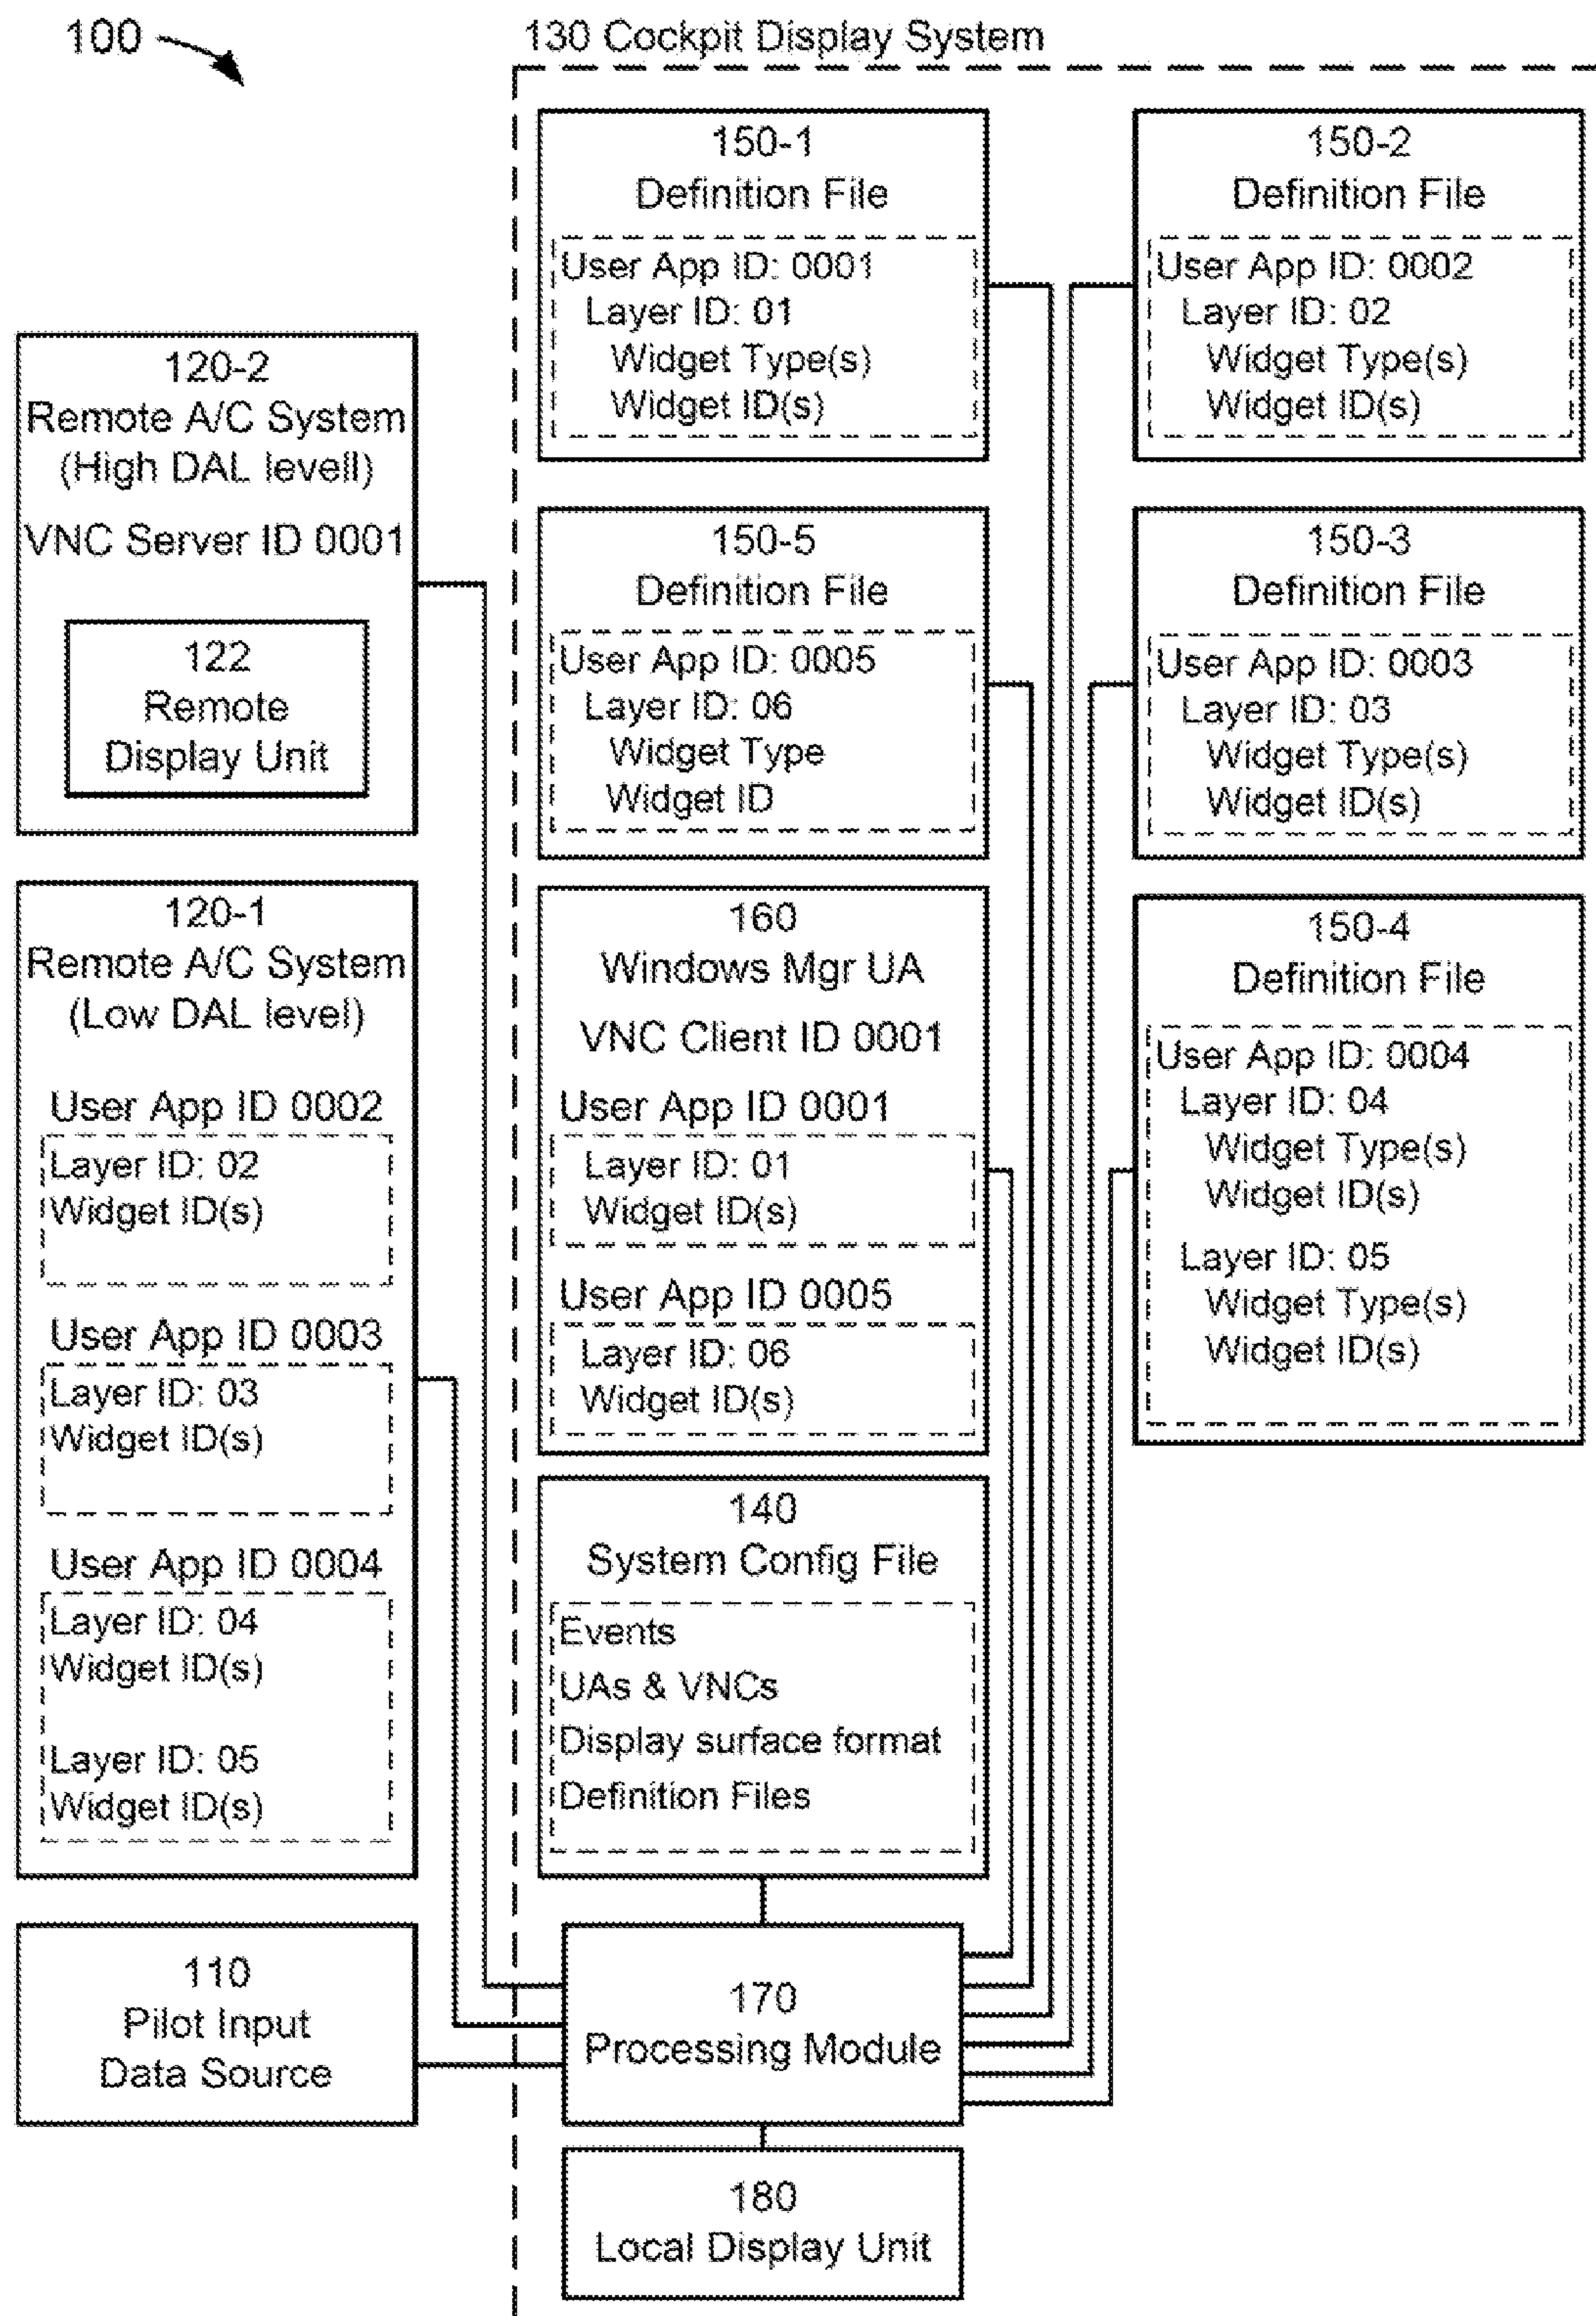 100
130 Cockpit Display System
150-1
Definition File
User App ID: 0001
Layer ID: 01
Widget Type(s)
Widget ID(s)
150-2
Definition File
User App ID: 0002
Layer ID: 02
Widget Type(s)
Widget ID(s)
120-2
Remote A/C System
(High DAL levell)
VNC Server ID 0001
122
Remote
Display Unit
150-5
Definition File
User App ID: 0005
Layer ID: 06
Widget Type
Widget ID
150-3
Definition File
User App ID: 0003
Layer ID: 03
Widget Type(s)
Widget ID(s)
120-1
Remote A/C System
(Low DAL level)
User App ID 0002
Layer ID: 02
Widget ID(s)
User App ID 0003
Layer ID: 03
Widget ID(s)
User App ID 0004
Layer ID: 04
Widget ID(s)
Layer ID: 05
Widget ID(s)
160
Windows Mgr UA
VNC Client ID 0001
User App ID 0001
Layer ID: 01
Widget ID(s)
User App ID 0005
Layer ID: 06
Widget ID(s)
150-4
Definition File
User App ID: 0004
Layer ID: 04
Widget Type(s)
Widget ID(s)
Layer ID: 05
Widget Type(s)
Widget ID(s)
140
System Config File
Events
UAs & VNCs
Display surface format
Definition Files
110
Pilot Input
Data Source
170
Processing Module
180
Local Display Unit